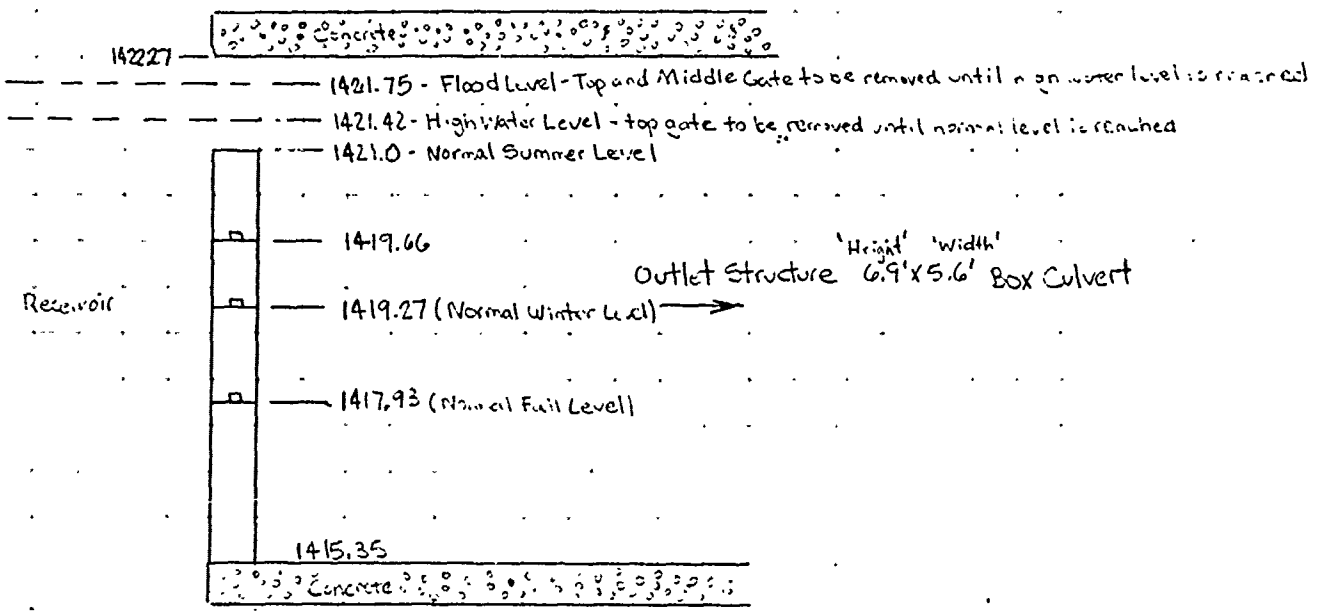 Concrete
142227
1421.75 - Flood Level - Top and Middle Gate to be removed until water level is
1421.42 - High Water Level - top gate to be removed until normal level is reached
1421.0 - Normal Summer Level
1419.66
'Height' 'Width'
Outlet Structure 6.9'x5.6' Box Culvert
Reservoir
1419.27 (Normal Winter Level)
1417.93 (Normal Fall Level)
1415.35
Concrete